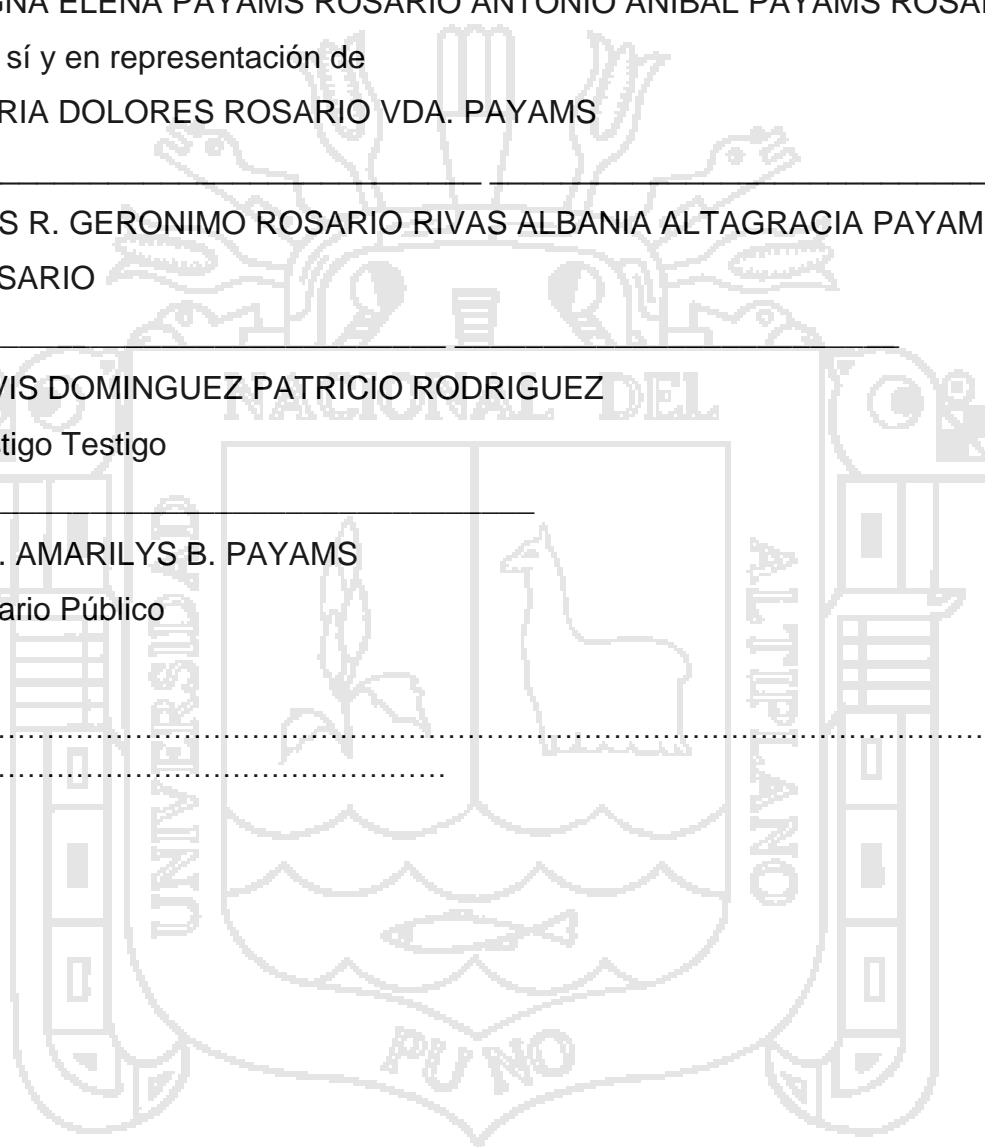 GNA ELENA PAYAMS ROSARIO ANTONIO ANIBAL PAYAMS ROSA
sí y en representación de
RIA DOLORES ROSARIO VDA. PAYAMS
S R. GERONIMO ROSARIO RIVAS ALBANIA ALTAGRACIA PAYAM
SARIO
VIS DOMINGUEZ PATRICIO RODRIGUEZ
tigo Testigo
. AMARILYS B. PAYAMS
ario Público
NACIONAL DEL
UNIVERSIDAD
ALTIPLANO
PUNO